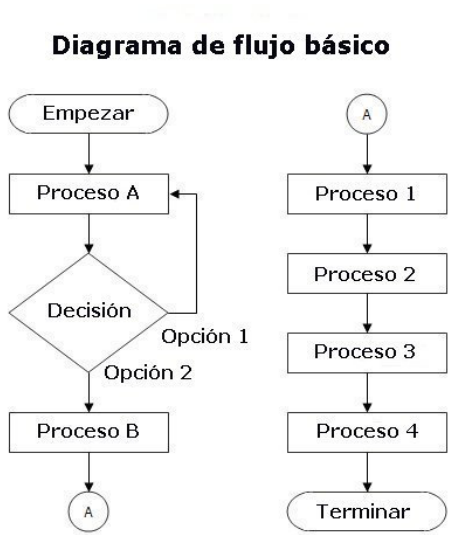 Diagrama de flujo básico
Empezar
Proceso A
Decisión
Opción 1
Opción 2
Proceso B
A
A
Proceso 1
Proceso 2
Proceso 3
Proceso 4
Terminar